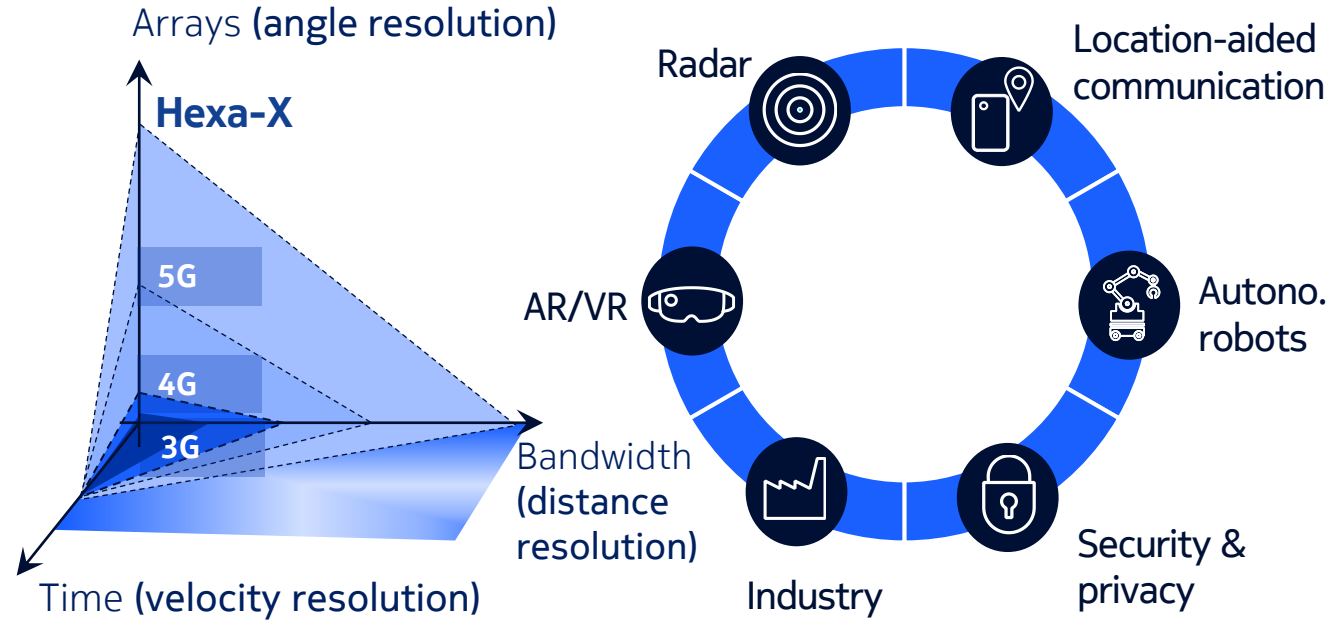 Arrays (angle resolution)
Hexa-X
5G
4G
3G
Bandwidth
(distance
resolution)
Time (velocity resolution)
Radar
Location-aided
communication
AR/VR
Autono.
robots
Industry
Security &
privacy